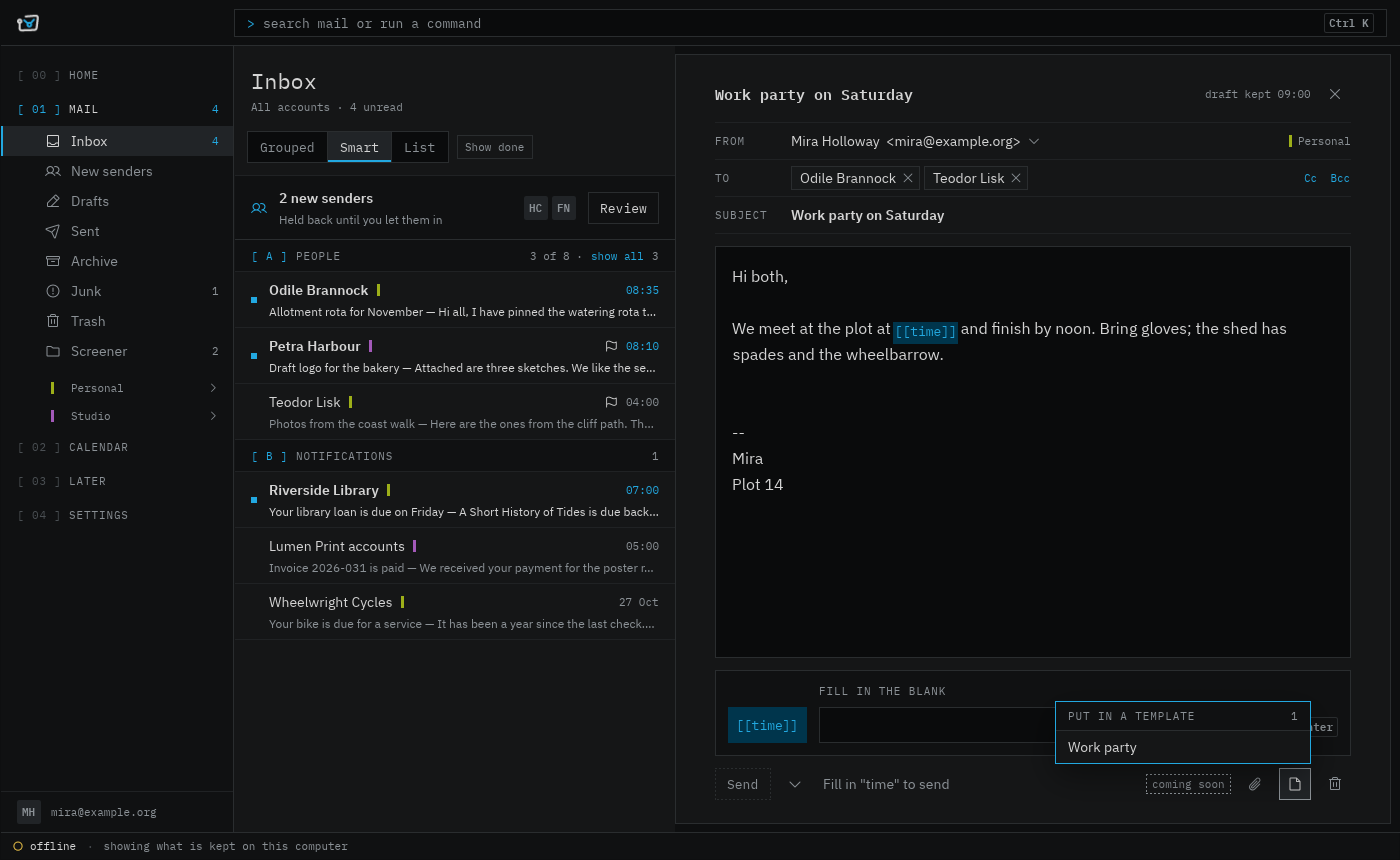 > search mail or run a command
Ctrl K
[ 00 ] HOME
[ 01 ] MAIL 4
Inbox 4
New senders
Drafts
Sent
Archive
Junk 1
Trash
Screener 2
Personal
Studio
[ 02 ] CALENDAR
[ 03 ] LATER
[ 04 ] SETTINGS
MH mira@example.org
Inbox
All accounts · 4 unread
Grouped Smart List Show done
2 new senders
Held back until you let them in
HC FN Review
[ A ] PEOPLE 3 of 8 · show all 3
Odile Brannock 08:35
Allotment rota for November — Hi all, I have pinned the watering rota t…
Petra Harbour 08:10
Draft logo for the bakery — Attached are three sketches. We like the se…
Teodor Lisk 04:00
Photos from the coast walk — Here are the ones from the cliff path. Th…
[ B ] NOTIFICATIONS 1
Riverside Library 07:00
Your library loan is due on Friday — A Short History of Tides is due back…
Lumen Print accounts 05:00
Invoice 2026-031 is paid — We received your payment for the poster r…
Wheelwright Cycles 27 Oct
Your bike is due for a service — It has been a year since the last check.…
Work party on Saturday draft kept 09:00
FROM Mira Holloway <mira@example.org> Personal
TO Odile Brannock Teodor Lisk Cc Bcc
SUBJECT Work party on Saturday
Hi both,
We meet at the plot at [[time]] and finish by noon. Bring gloves; the shed has
spades and the wheelbarrow.
--
Mira
Plot 14
FILL IN THE BLANK
[[time]]
PUT IN A TEMPLATE 1
Work party
Send Fill in "time" to send coming soon
offline · showing what is kept on this computer